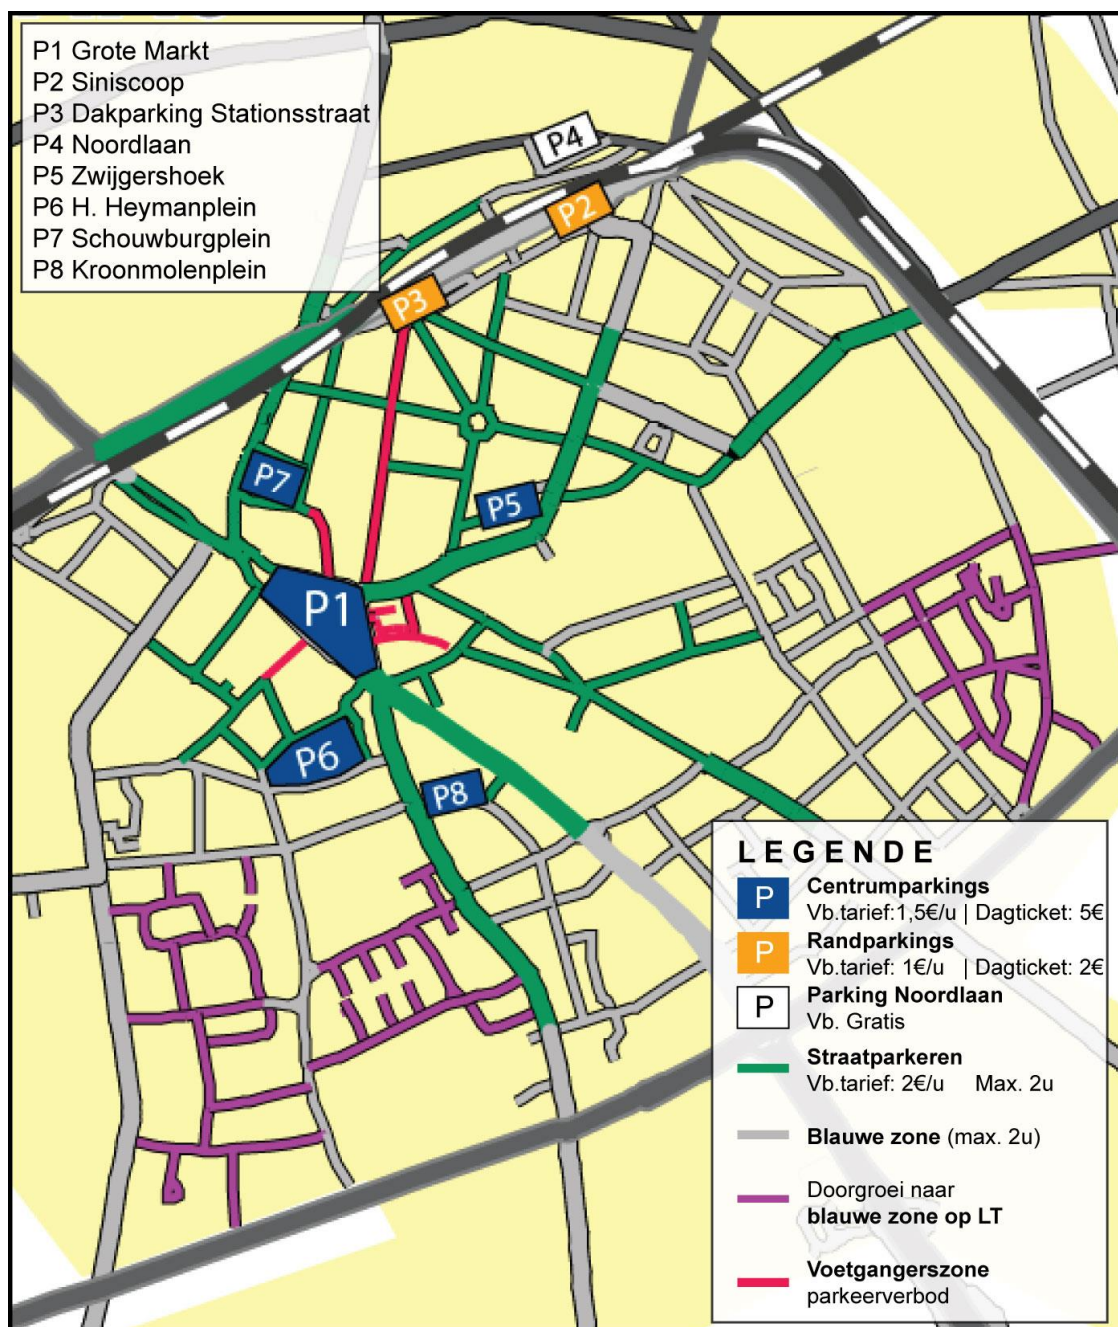 P1 Grote Markt
P2 Siniscoop
P3 Dakparking Stationsstraat
P4 Noordlaan
P5 Zwijgershoek
P6 H. Heymanplein
P7 Schouwburgplein
P8 Kroonmolenplein
P4
P2
P3
P7
P5
P1
P6
P8
LEGENDE
P Centrumparkings
Vb.tarief:1,5€/u | Dagticket: 5€
P Randparkings
Vb.tarief: 1€/u | Dagticket: 2€
P Parking Noordlaan
Vb. Gratis
Straatparkeren
Vb.tarief: 2€/u Max. 2u
Blauwe zone (max. 2u)
Doorgroei naar
blauwe zone op LT
Voetgangerszone
parkeerverbod